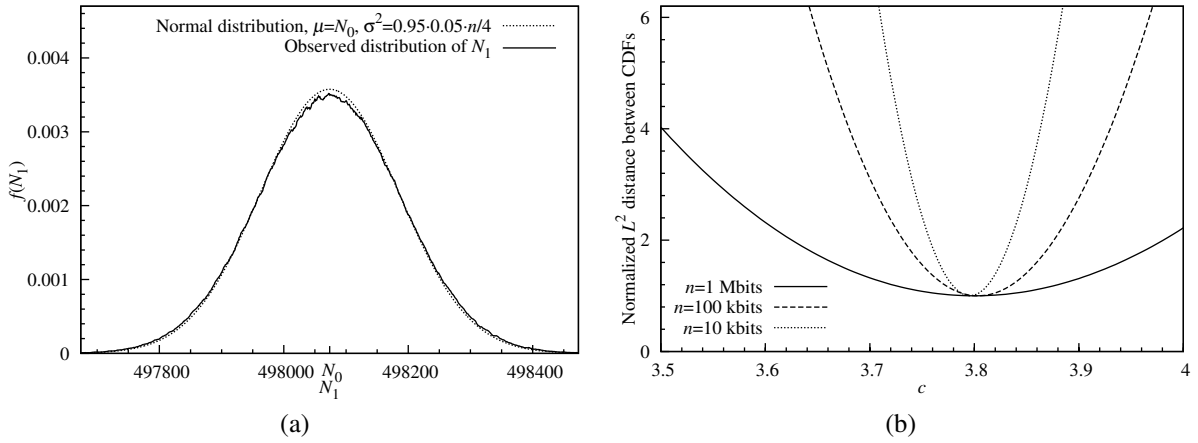 Normal distribution, μ=N₀, σ²=0.95·0.05·n/4
Observed distribution of N₁
0.004
0.003
0.002
0.001
0
f(N₁)
497800
498000
N₀
498200
498400
N₁
(a)
6
4
2
0
Normalized L² distance between CDFs
n=1 Mbits
n=100 kbits
n=10 kbits
3.5
3.6
3.7
3.8
3.9
4
c
(b)